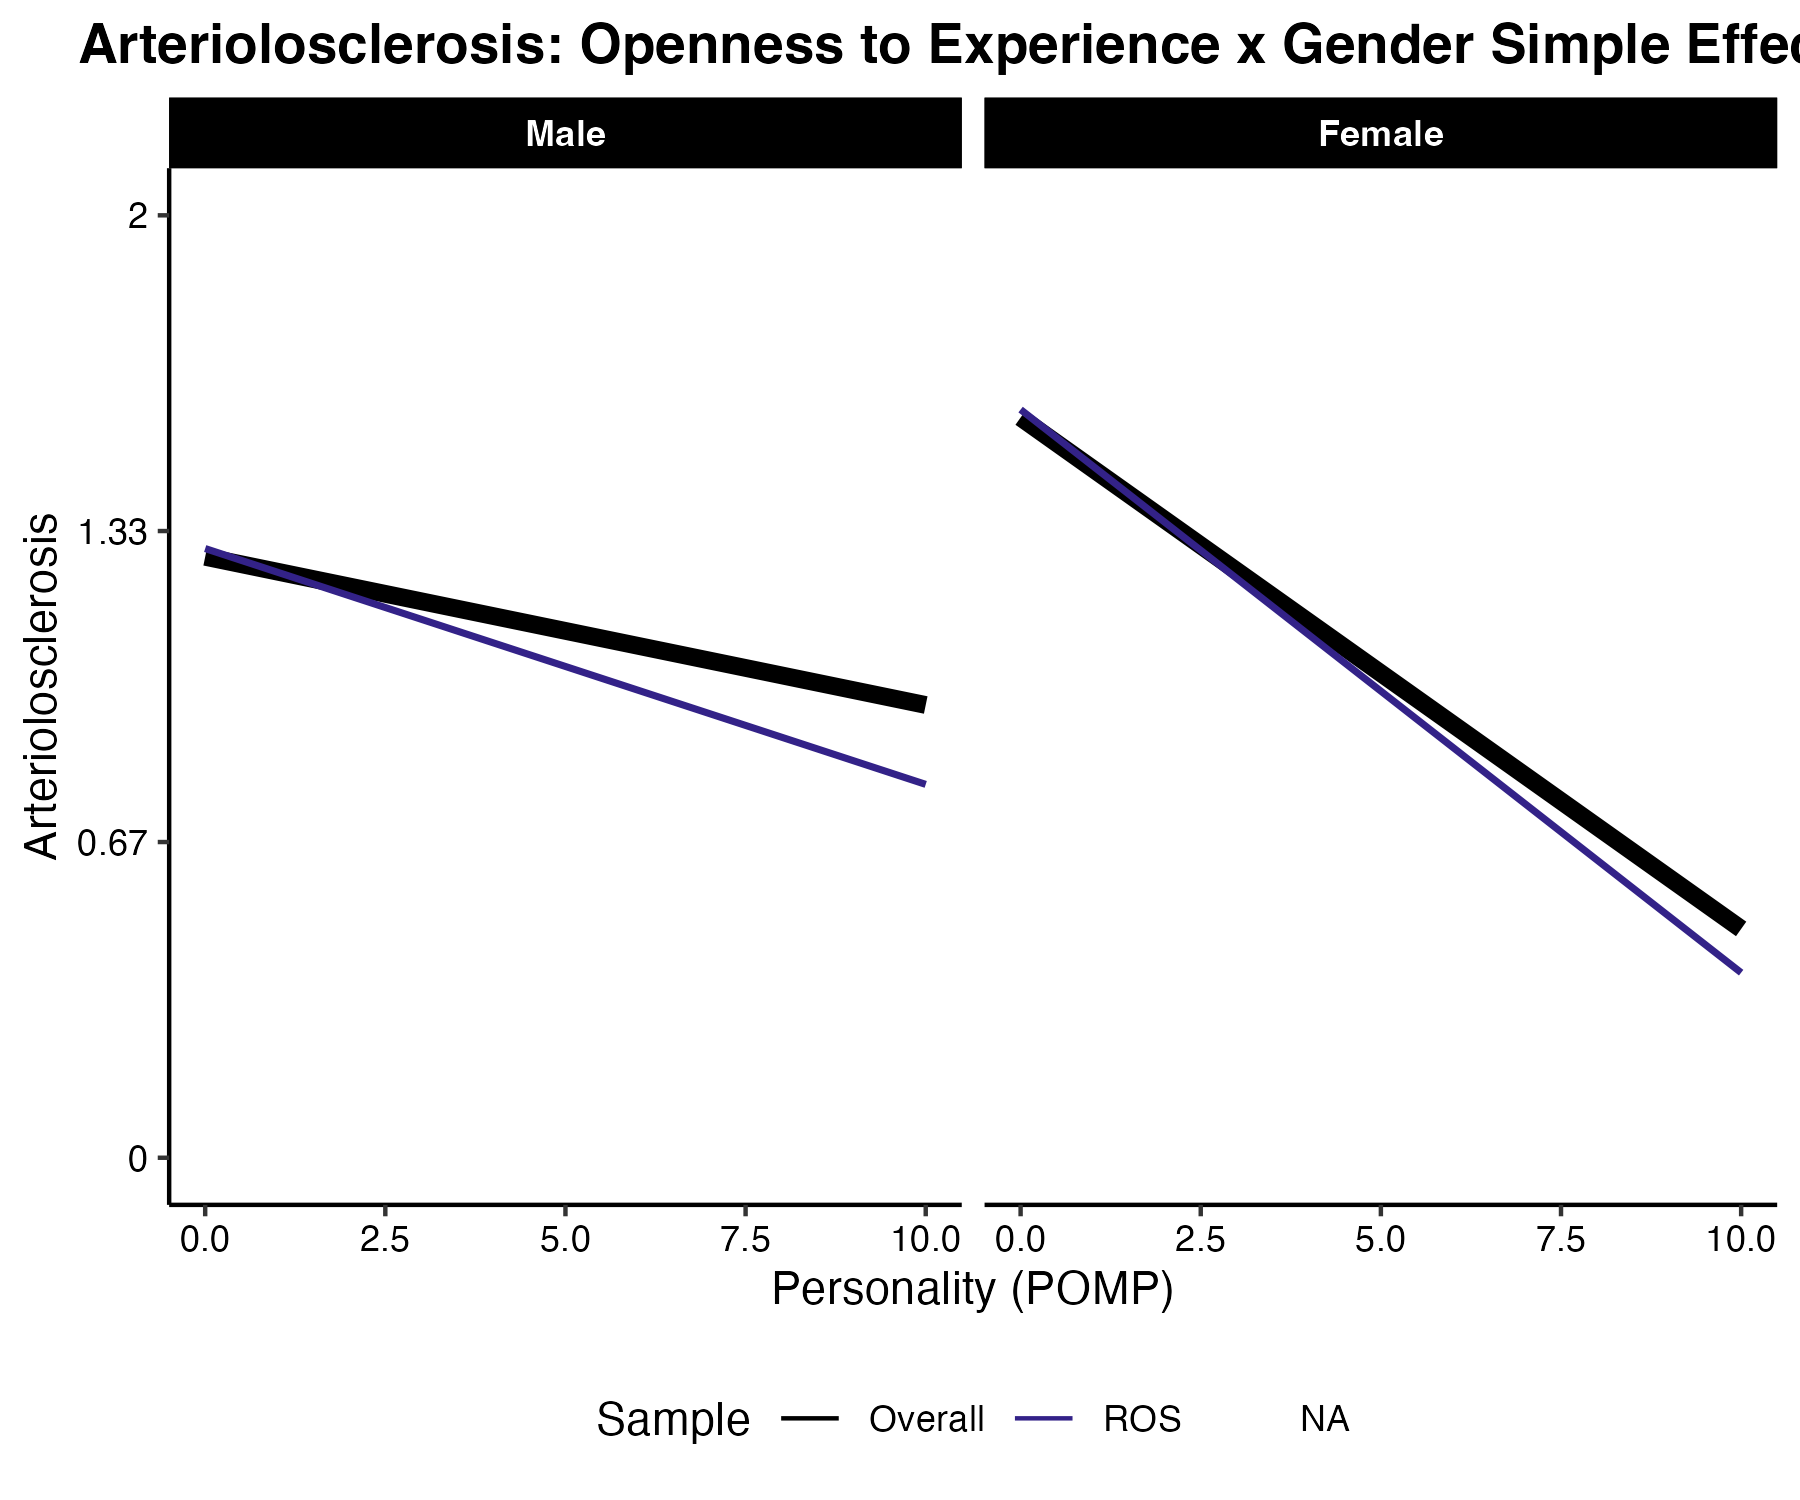 Arteriolosclerosis: Openness to Experience x Gender Simple Effec
Male
Female
Arteriolosclerosis
2
1.33
0.67
0
0.0 2.5 5.0 7.5 10.0
0.0 2.5 5.0 7.5 10.0
Personality (POMP)
Sample Overall ROS NA